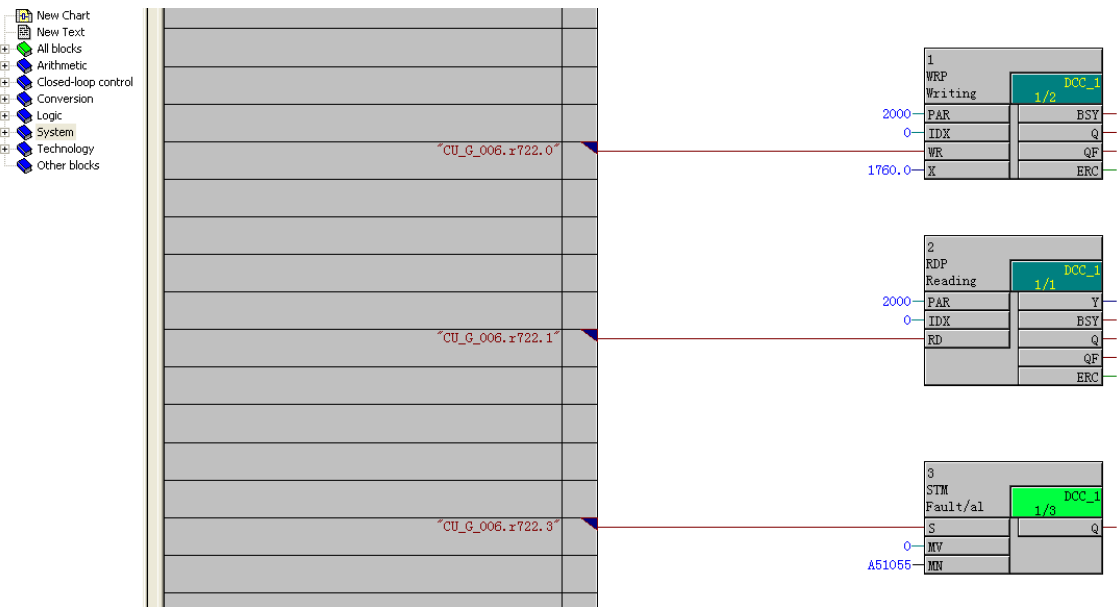 New Chart
New Text
All blocks
Arithmetic
Closed-loop control
Conversion
Logic
System
Technology
Other blocks
1
WRP
Writing
DCC_1
1/2
2000 PAR BSY
0 IDX Q
"CU_G_006.r722.0" WR QF
1760.0 X ERC
2
RDP
Reading
DCC_1
1/1
2000 PAR Y
0 IDX BSY
"CU_G_006.r722.1" RD Q
QF
ERC
3
STM
Fault/al
DCC_1
1/3
"CU_G_006.r722.3" S Q
0 MV
A51055 MN